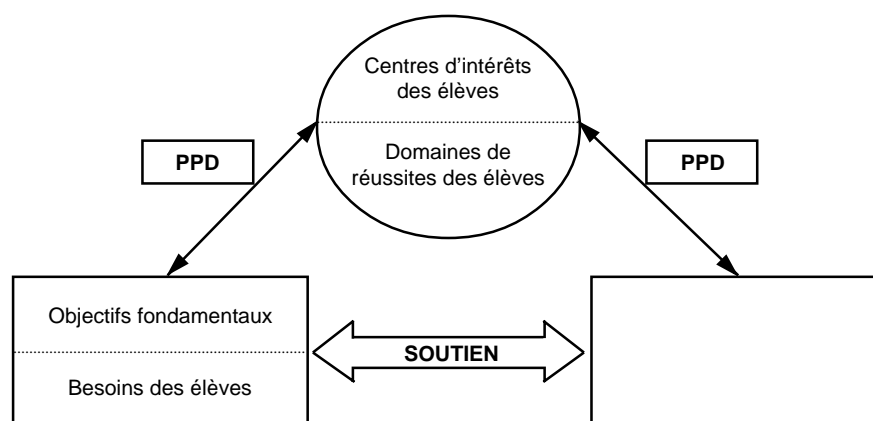 Centres d'intérêts
des élèves
PPD
Domaines de
réussites des élèves
PPD
Objectifs fondamentaux
SOUTIEN
Besoins des élèves